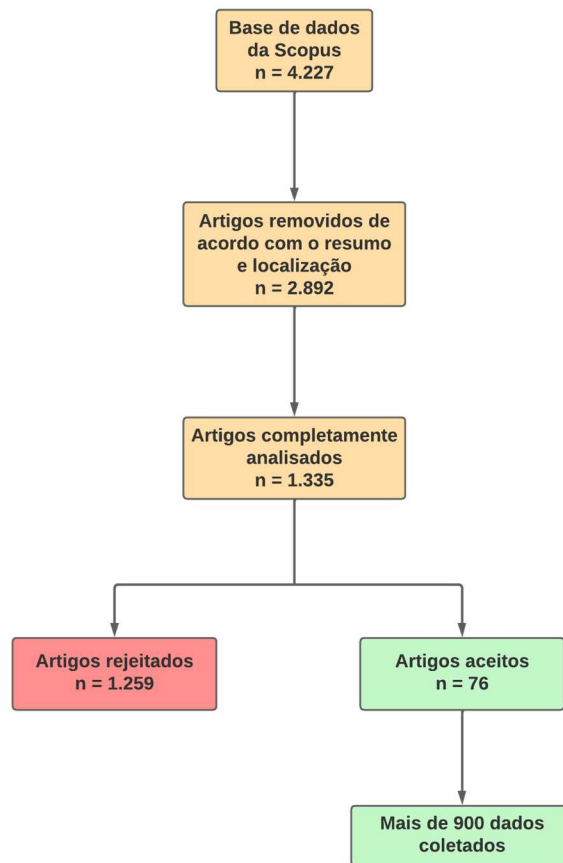 Base de dados
da Scopus
n = 4.227
Artigos removidos de
acordo com o resumo
e localização
n = 2.892
Artigos completamente
analisados
n = 1.335
Artigos rejeitados
n = 1.259
Artigos aceitos
n = 76
Mais de 900 dados
coletados